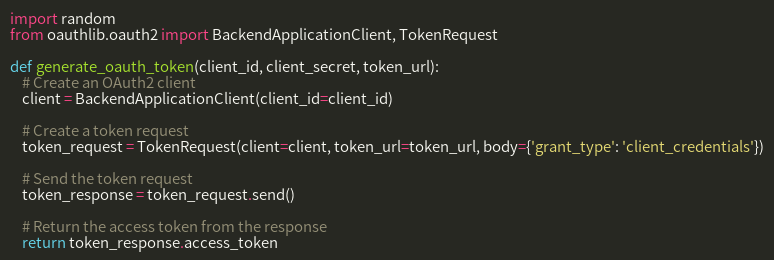 import random
from oauthlib.oauth2 import BackendApplicationClient, TokenRequest

def generate_oauth_token(client_id, client_secret, token_url):
    # Create an OAuth2 client
    client = BackendApplicationClient(client_id=client_id)

    # Create a token request
    token_request = TokenRequest(client=client, token_url=token_url, body={'grant_type': 'client_credentials'})

    # Send the token request
    token_response = token_request.send()

    # Return the access token from the response
    return token_response.access_token